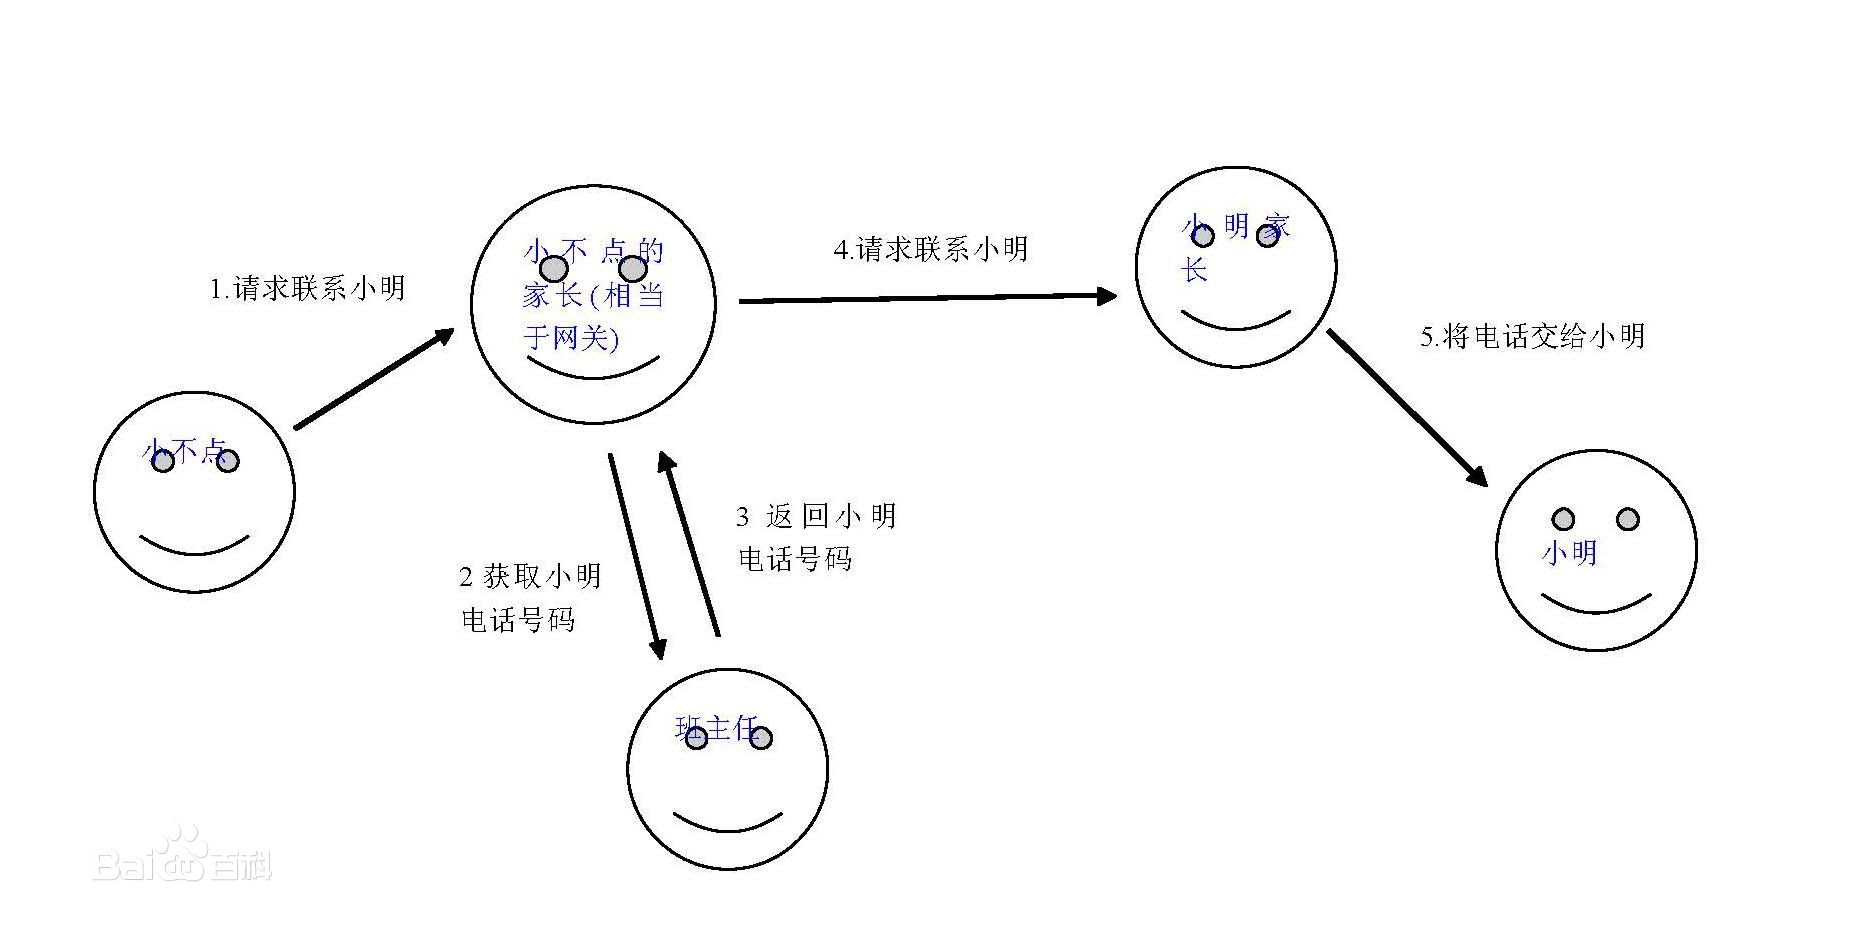 1.请求联系小明
小不点
小不点的
家长(相当
于网关)
2 获取小明
电话号码
3 返回小明
电话号码
班主任
4.请求联系小明
小明家
长
5.将电话交给小明
小明
Baidu百科